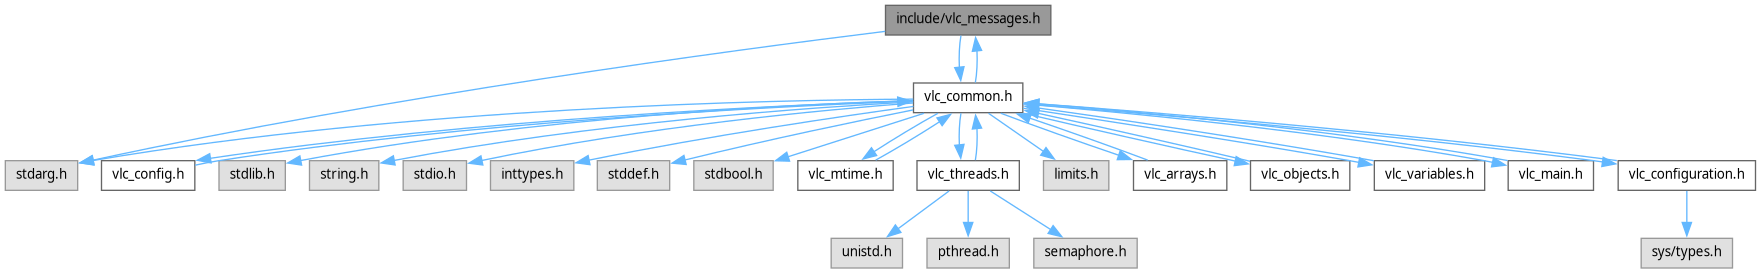 include/vlc_messages.h
vlc_common.h
stdarg.h
vlc_config.h
stdlib.h
string.h
stdio.h
inttypes.h
stddef.h
stdbool.h
vlc_mtime.h
vlc_threads.h
limits.h
vlc_arrays.h
vlc_objects.h
vlc_variables.h
vlc_main.h
vlc_configuration.h
unistd.h
pthread.h
semaphore.h
sys/types.h